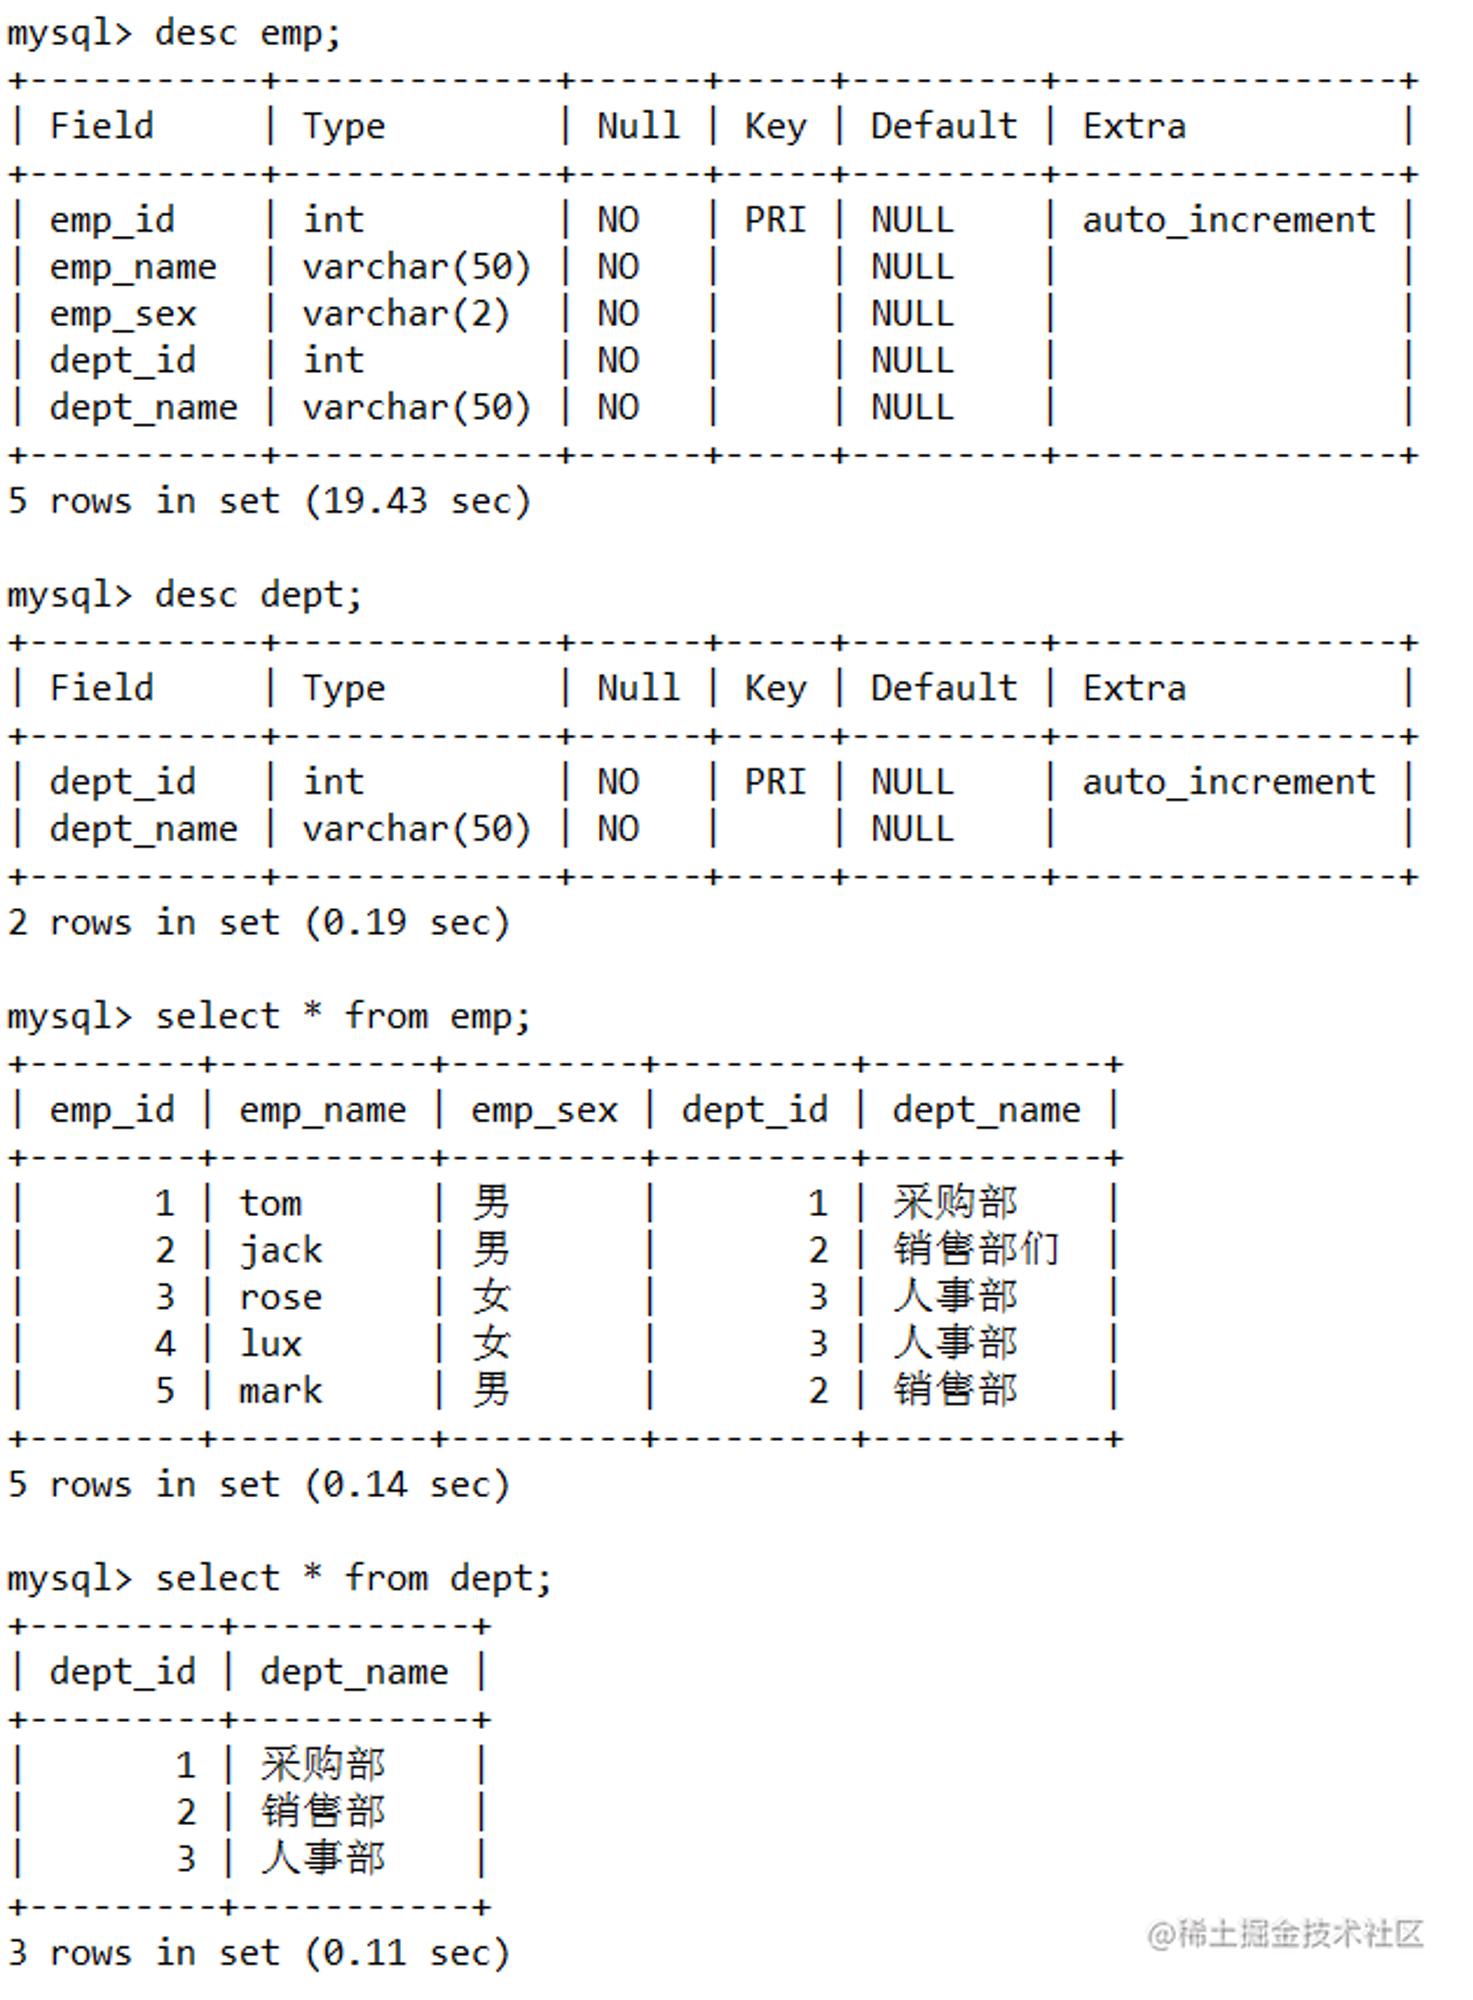 mysql> desc emp;
+-----------+-------------+------+-----+---------+----------------+
| Field     | Type        | Null | Key | Default | Extra          |
+-----------+-------------+------+-----+---------+----------------+
| emp_id    | int         | NO   | PRI | NULL    | auto_increment |
| emp_name  | varchar(50) | NO   |     | NULL    |                |
| emp_sex   | varchar(2)  | NO   |     | NULL    |                |
| dept_id   | int         | NO   |     | NULL    |                |
| dept_name | varchar(50) | NO   |     | NULL    |                |
+-----------+-------------+------+-----+---------+----------------+
5 rows in set (19.43 sec)
mysql> desc dept;
+-----------+-------------+------+-----+---------+----------------+
| Field     | Type        | Null | Key | Default | Extra          |
+-----------+-------------+------+-----+---------+----------------+
| dept_id   | int         | NO   | PRI | NULL    | auto_increment |
| dept_name | varchar(50) | NO   |     | NULL    |                |
+-----------+-------------+------+-----+---------+----------------+
2 rows in set (0.19 sec)
mysql> select * from emp;
+--------+----------+---------+---------+-----------+
| emp_id | emp_name | emp_sex | dept_id | dept_name |
+--------+----------+---------+---------+-----------+
|      1 | tom      | 男      |       1 | 采购部    |
|      2 | jack     | 男      |       2 | 销售部们  |
|      3 | rose     | 女      |       3 | 人事部    |
|      4 | lux      | 女      |       3 | 人事部    |
|      5 | mark     | 男      |       2 | 销售部    |
+--------+----------+---------+---------+-----------+
5 rows in set (0.14 sec)
mysql> select * from dept;
+---------+-----------+
| dept_id | dept_name |
+---------+-----------+
|       1 | 采购部    |
|       2 | 销售部    |
|       3 | 人事部    |
+---------+-----------+
3 rows in set (0.11 sec)
@稀土掘金技术社区